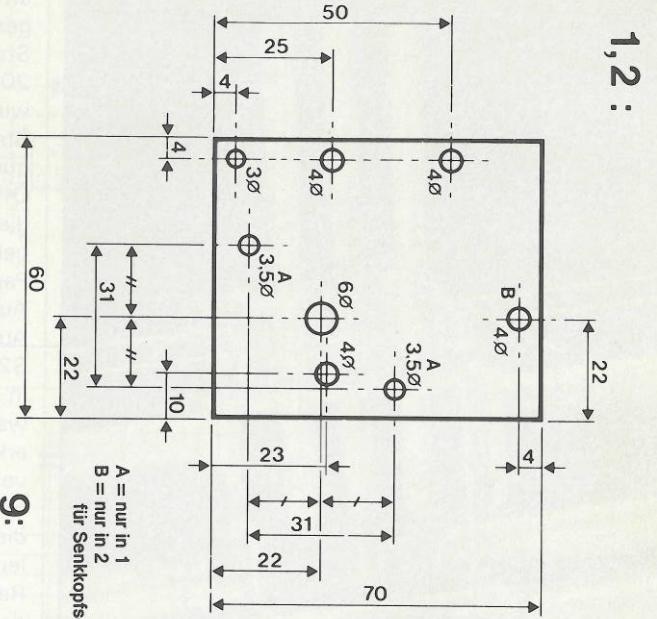 1,2 :
50
25
4
4
60
3Ø
4Ø
4Ø
A
3,5Ø
6Ø
B
4Ø
4Ø
A
3.5Ø
31
//
//
22
10
22
4
23
/
/
31
22
70
A = nur in 1
B = nur in 2
für Senkkopfs
9: